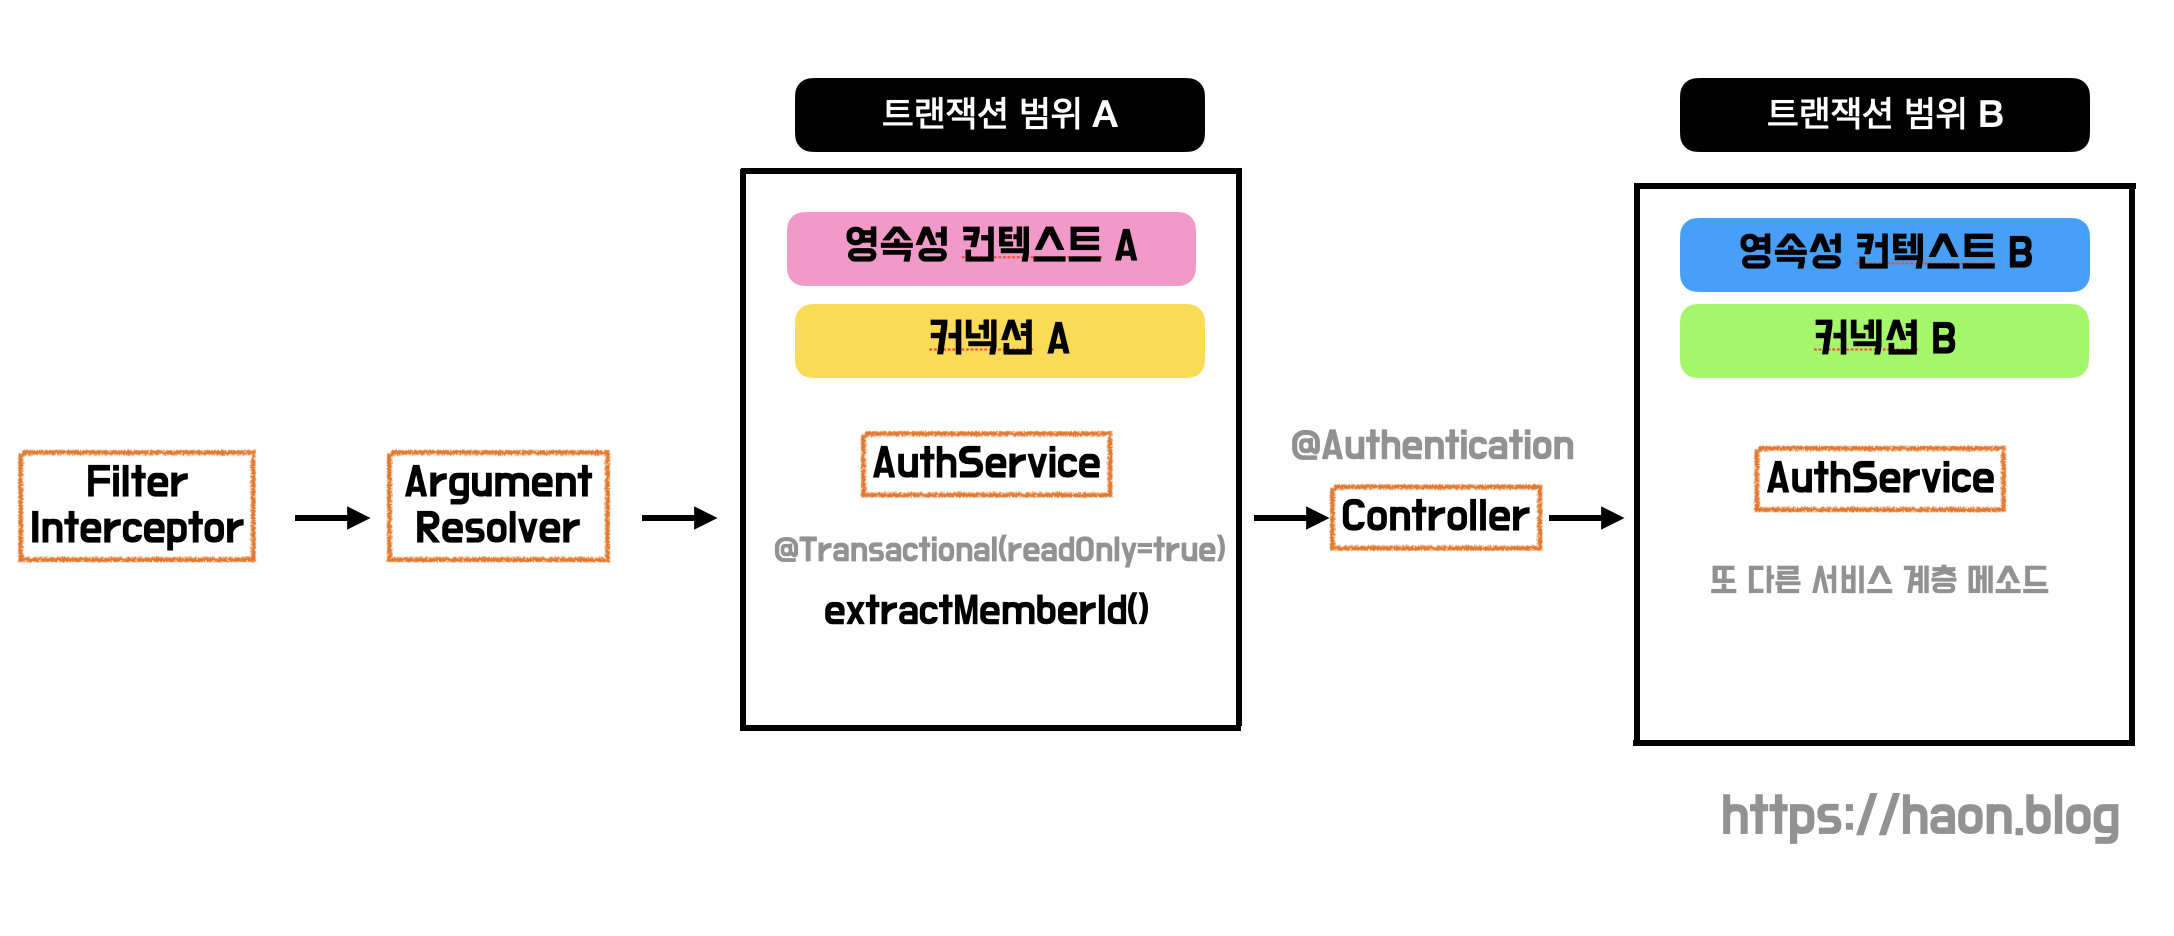 Filter
Interceptor
Argument
Resolver
트랜잭션 범위 A
영속성 컨텍스트 A
커넥션 A
AuthService
@Transactional(readOnly=true)
extractMemberId()
@Authentication
Controller
트랜잭션 범위 B
영속성 컨텍스트 B
커넥션 B
AuthService
또 다른 서비스 계층 메소드
https://haon.blog